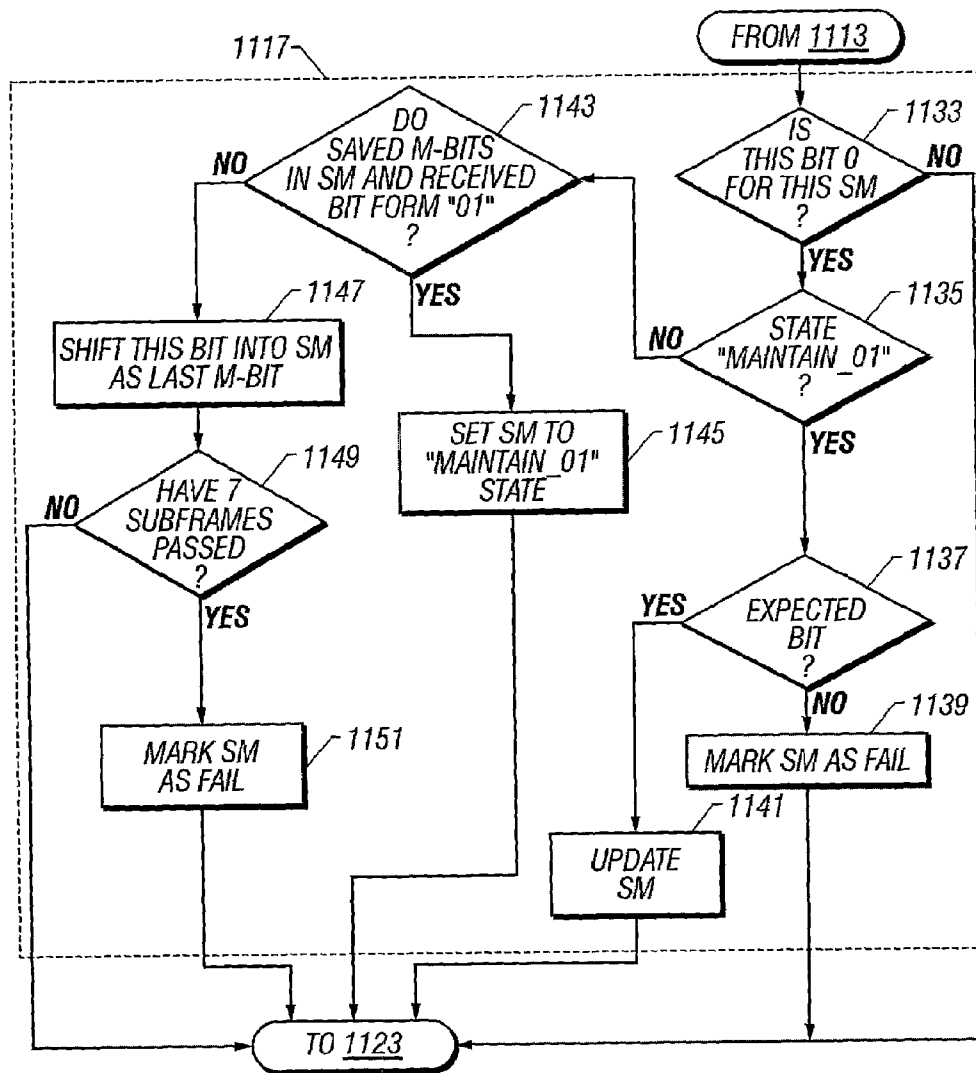 FROM 1113
1117
1133
IS
THIS BIT 0
FOR THIS SM
?
NO
YES
1135
STATE
"MAINTAIN_01"
?
NO
YES
1143
DO
SAVED M-BITS
IN SM AND RECEIVED
BIT FORM "01"
?
NO
YES
1147
SHIFT THIS BIT INTO SM
AS LAST M-BIT
1149
HAVE 7
SUBFRAMES
PASSED
?
NO
YES
1145
SET SM TO
"MAINTAIN_01"
STATE
1137
EXPECTED
BIT
?
YES
NO
1139
MARK SM AS FAIL
1151
MARK SM
AS FAIL
1141
UPDATE
SM
TO 1123